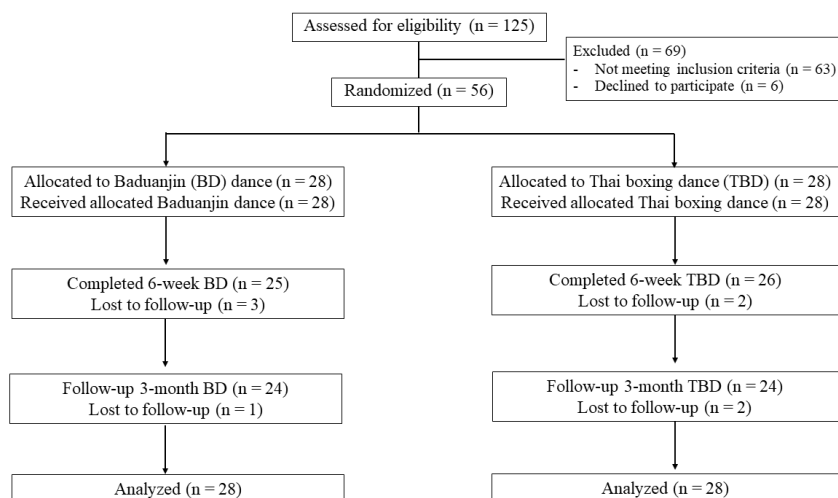 Assessed for eligibility (n = 125)
Excluded (n = 69)
- Not meeting inclusion criteria (n = 63)
- Declined to participate (n = 6)
Randomized (n = 56)
Allocated to Baduanjin (BD) dance (n = 28)
Received allocated Baduanjin dance (n = 28)
Allocated to Thai boxing dance (TBD) (n = 28)
Received allocated Thai boxing dance (n = 28)
Completed 6-week BD (n = 25)
Lost to follow-up (n = 3)
Completed 6-week TBD (n = 26)
Lost to follow-up (n = 2)
Follow-up 3-month BD (n = 24)
Lost to follow-up (n = 1)
Follow-up 3-month TBD (n = 24)
Lost to follow-up (n = 2)
Analyzed (n = 28)
Analyzed (n = 28)